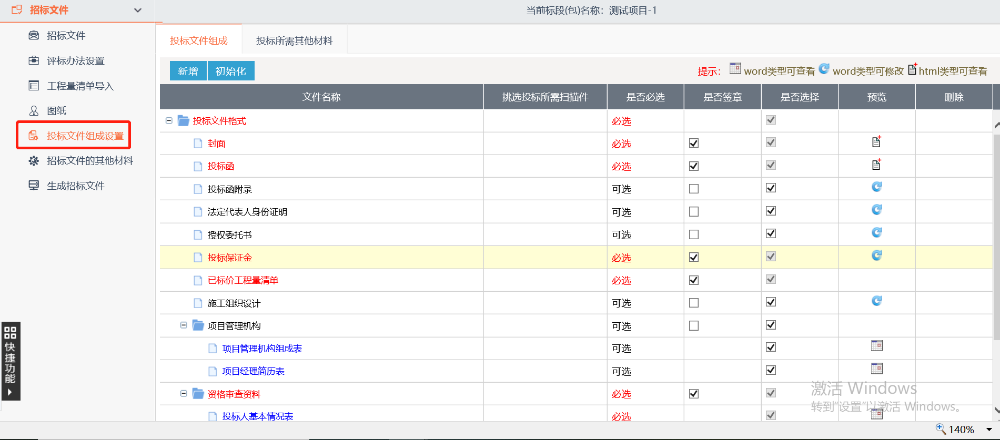 招标文件
当前标段(包)名称：测试项目-1
招标文件
评标办法设置
工程量清单导入
图纸
投标文件组成设置
招标文件的其他材料
生成招标文件
快捷功能
投标文件组成
投标所需其他材料
新增
初始化
提示： word类型可查看 word类型可修改 html类型可查看
文件名称 挑选投标所需扫描件 是否必选 是否签章 是否选择 预览 删除
投标文件格式 必选
封面 必选
投标函 必选
投标函附录 可选
法定代表人身份证明 可选
授权委托书 可选
投标保证金 必选
已标价工程量清单 必选
施工组织设计 可选
项目管理机构 可选
项目管理机构组成表 可选
项目经理简历表 可选
资格审查资料 必选
投标人基本情况表 必选
激活 Windows
转到"设置"以激活 Windows。
140%